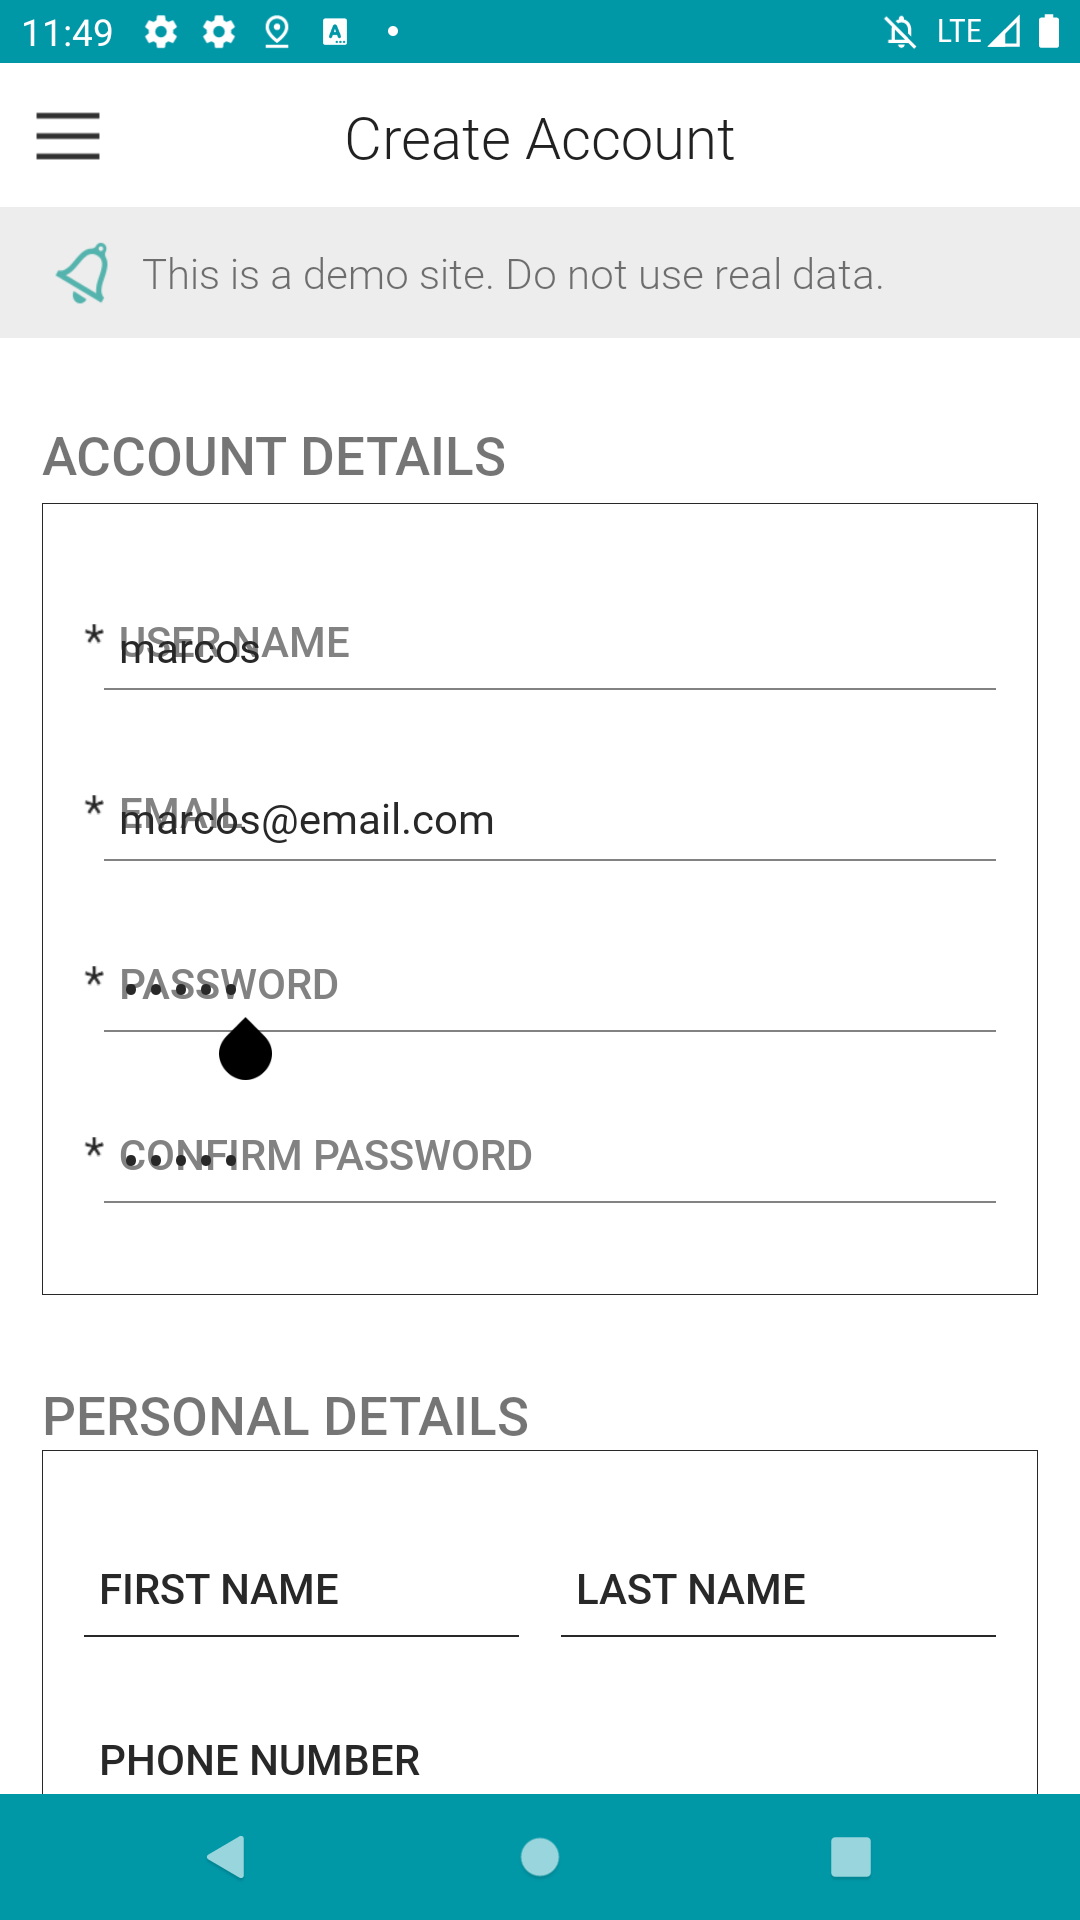 11:49 LTE
Create Account
This is a demo site. Do not use real data.
ACCOUNT DETAILS
* USER NAME
marcos
* EMAIL
marcos@email.com
* PASSWORD
•••••
* CONFIRM PASSWORD
•••••
PERSONAL DETAILS
FIRST NAME LAST NAME
PHONE NUMBER